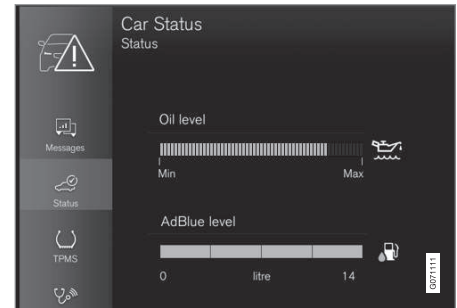 Car Status
Status
Messages
Status
TPMS
Oil level
Min Max
AdBlue level
0 litre 14
G071111